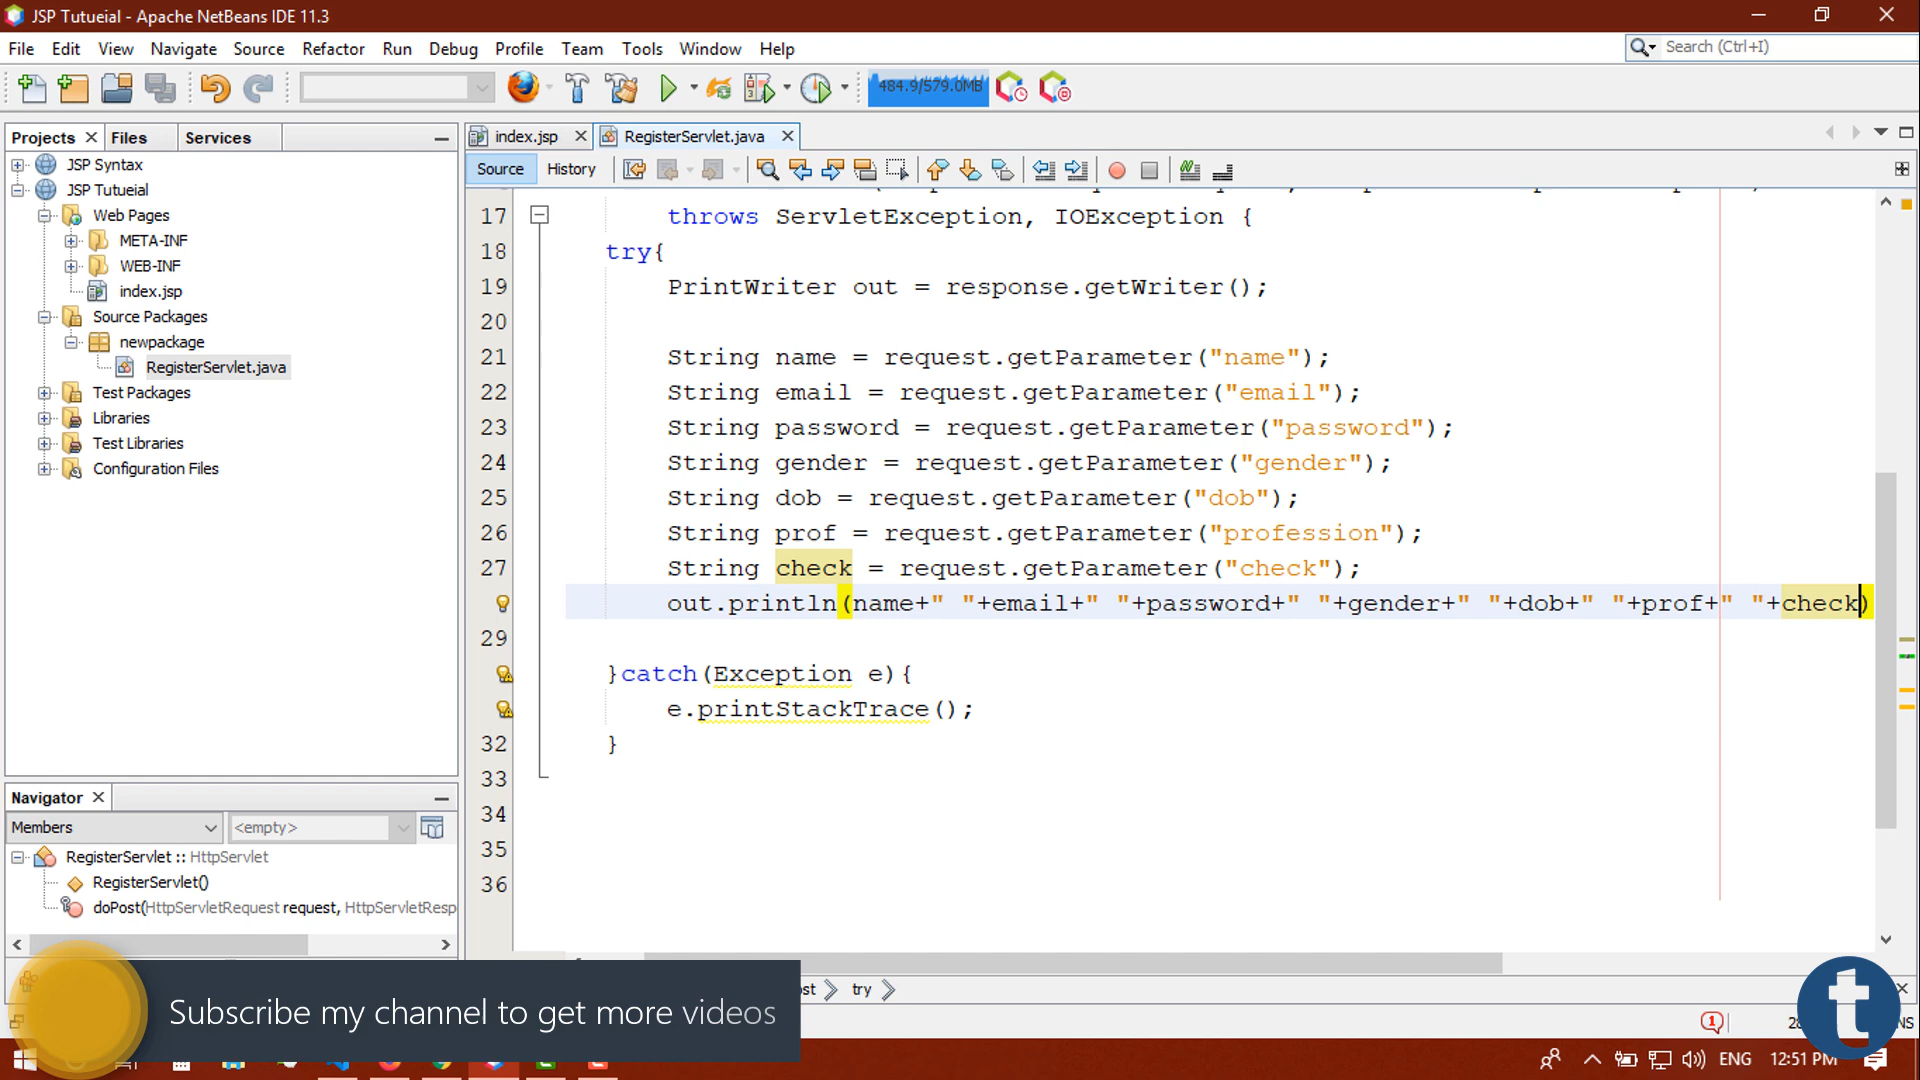 JSP Tutueial - Apache NetBeans IDE 11.3
File Edit View Navigate Source Refactor Run Debug Profile Team Tools Window Help
Search (Ctrl+I)
484.9/579.0MB
Projects Files Services
index.jsp RegisterServlet.java
Source History
JSP Syntax
JSP Tutueial
Web Pages
META-INF
WEB-INF
index.jsp
Source Packages
newpackage
RegisterServlet.java
Test Packages
Libraries
Test Libraries
Configuration Files
17 throws ServletException, IOException {
18 try{
19 PrintWriter out = response.getWriter();
20
21 String name = request.getParameter("name");
22 String email = request.getParameter("email");
23 String password = request.getParameter("password");
24 String gender = request.getParameter("gender");
25 String dob = request.getParameter("dob");
26 String prof = request.getParameter("profession");
27 String check = request.getParameter("check");
out.println(name+" "+email+" "+password+" "+gender+" "+dob+" "+prof+" "+check)
29
}catch(Exception e){
e.printStackTrace();
32 }
33
34
35
36
Navigator
Members <empty>
RegisterServlet :: HttpServlet
RegisterServlet()
doPost(HttpServletRequest request, HttpServletResp
try
Subscribe my channel to get more videos
t
ENG 12:51 PM